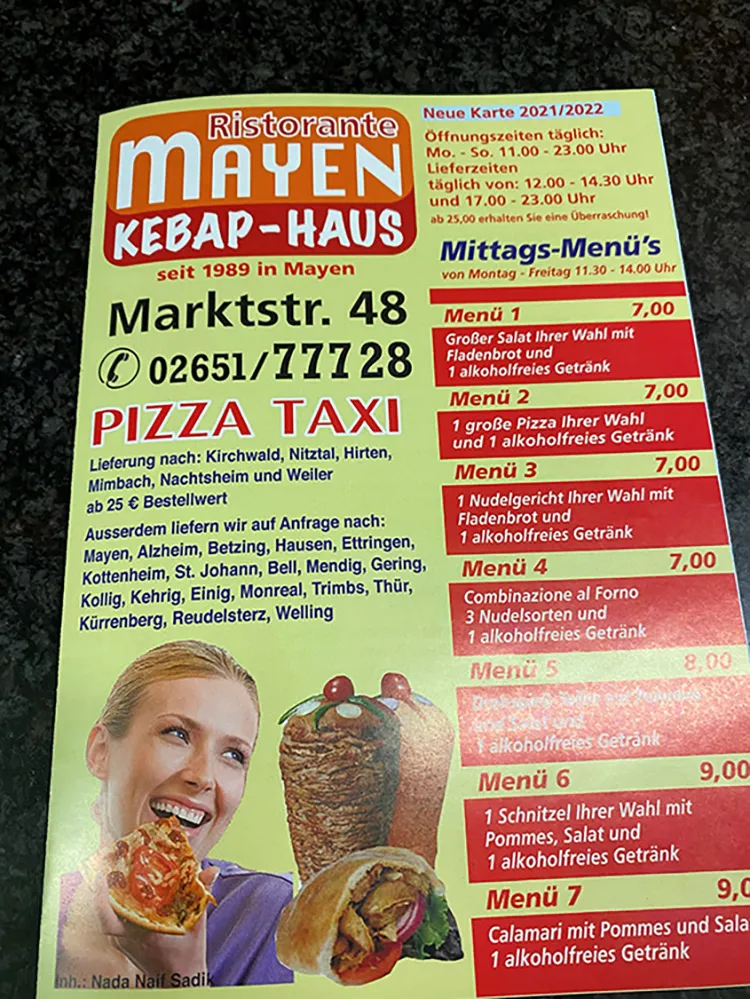 Ristorante
MAYEN
KEBAP-HAUS
seit 1989 in Mayen
Marktstr. 48
02651/77728
PIZZA TAXI
Lieferung nach: Kirchwald, Nitztal, Hirten,
Mimbach, Nachtsheim und Weiler
ab 25 € Bestellwert
Ausserdem liefern wir auf Anfrage nach:
Mayen, Alzheim, Betzing, Hausen, Ettringen,
Kottenheim, St. Johann, Bell, Mendig, Gering,
Kollig, Kehrig, Einig, Monreal, Trimbs, Thür,
Kürrenberg, Reudelsterz, Welling
Inh.: Nada Naif Sadik
Neue Karte 2021/2022
Öffnungszeiten täglich:
Mo. - So. 11.00 - 23.00 Uhr
Lieferzeiten
täglich von: 12.00 - 14.30 Uhr
und 17.00 - 23.00 Uhr
ab 25,00 erhalten Sie eine Überraschung!
Mittags-Menü's
von Montag - Freitag 11.30 - 14.00 Uhr
Menü 1 7,00
Großer Salat Ihrer Wahl mit
Fladenbrot und
1 alkoholfreies Getränk
Menü 2 7,00
1 große Pizza Ihrer Wahl
und 1 alkoholfreies Getränk
Menü 3 7,00
1 Nudelgericht Ihrer Wahl mit
Fladenbrot und
1 alkoholfreies Getränk
Menü 4 7,00
Combinazione al Forno
3 Nudelsorten und
1 alkoholfreies Getränk
Menü 5 8,00
und Salat und
1 alkoholfreies Getränk
Menü 6 9,00
1 Schnitzel Ihrer Wahl mit
Pommes, Salat und
1 alkoholfreies Getränk
Menü 7 9,0
Calamari mit Pommes und Sala
1 alkoholfreies Getränk